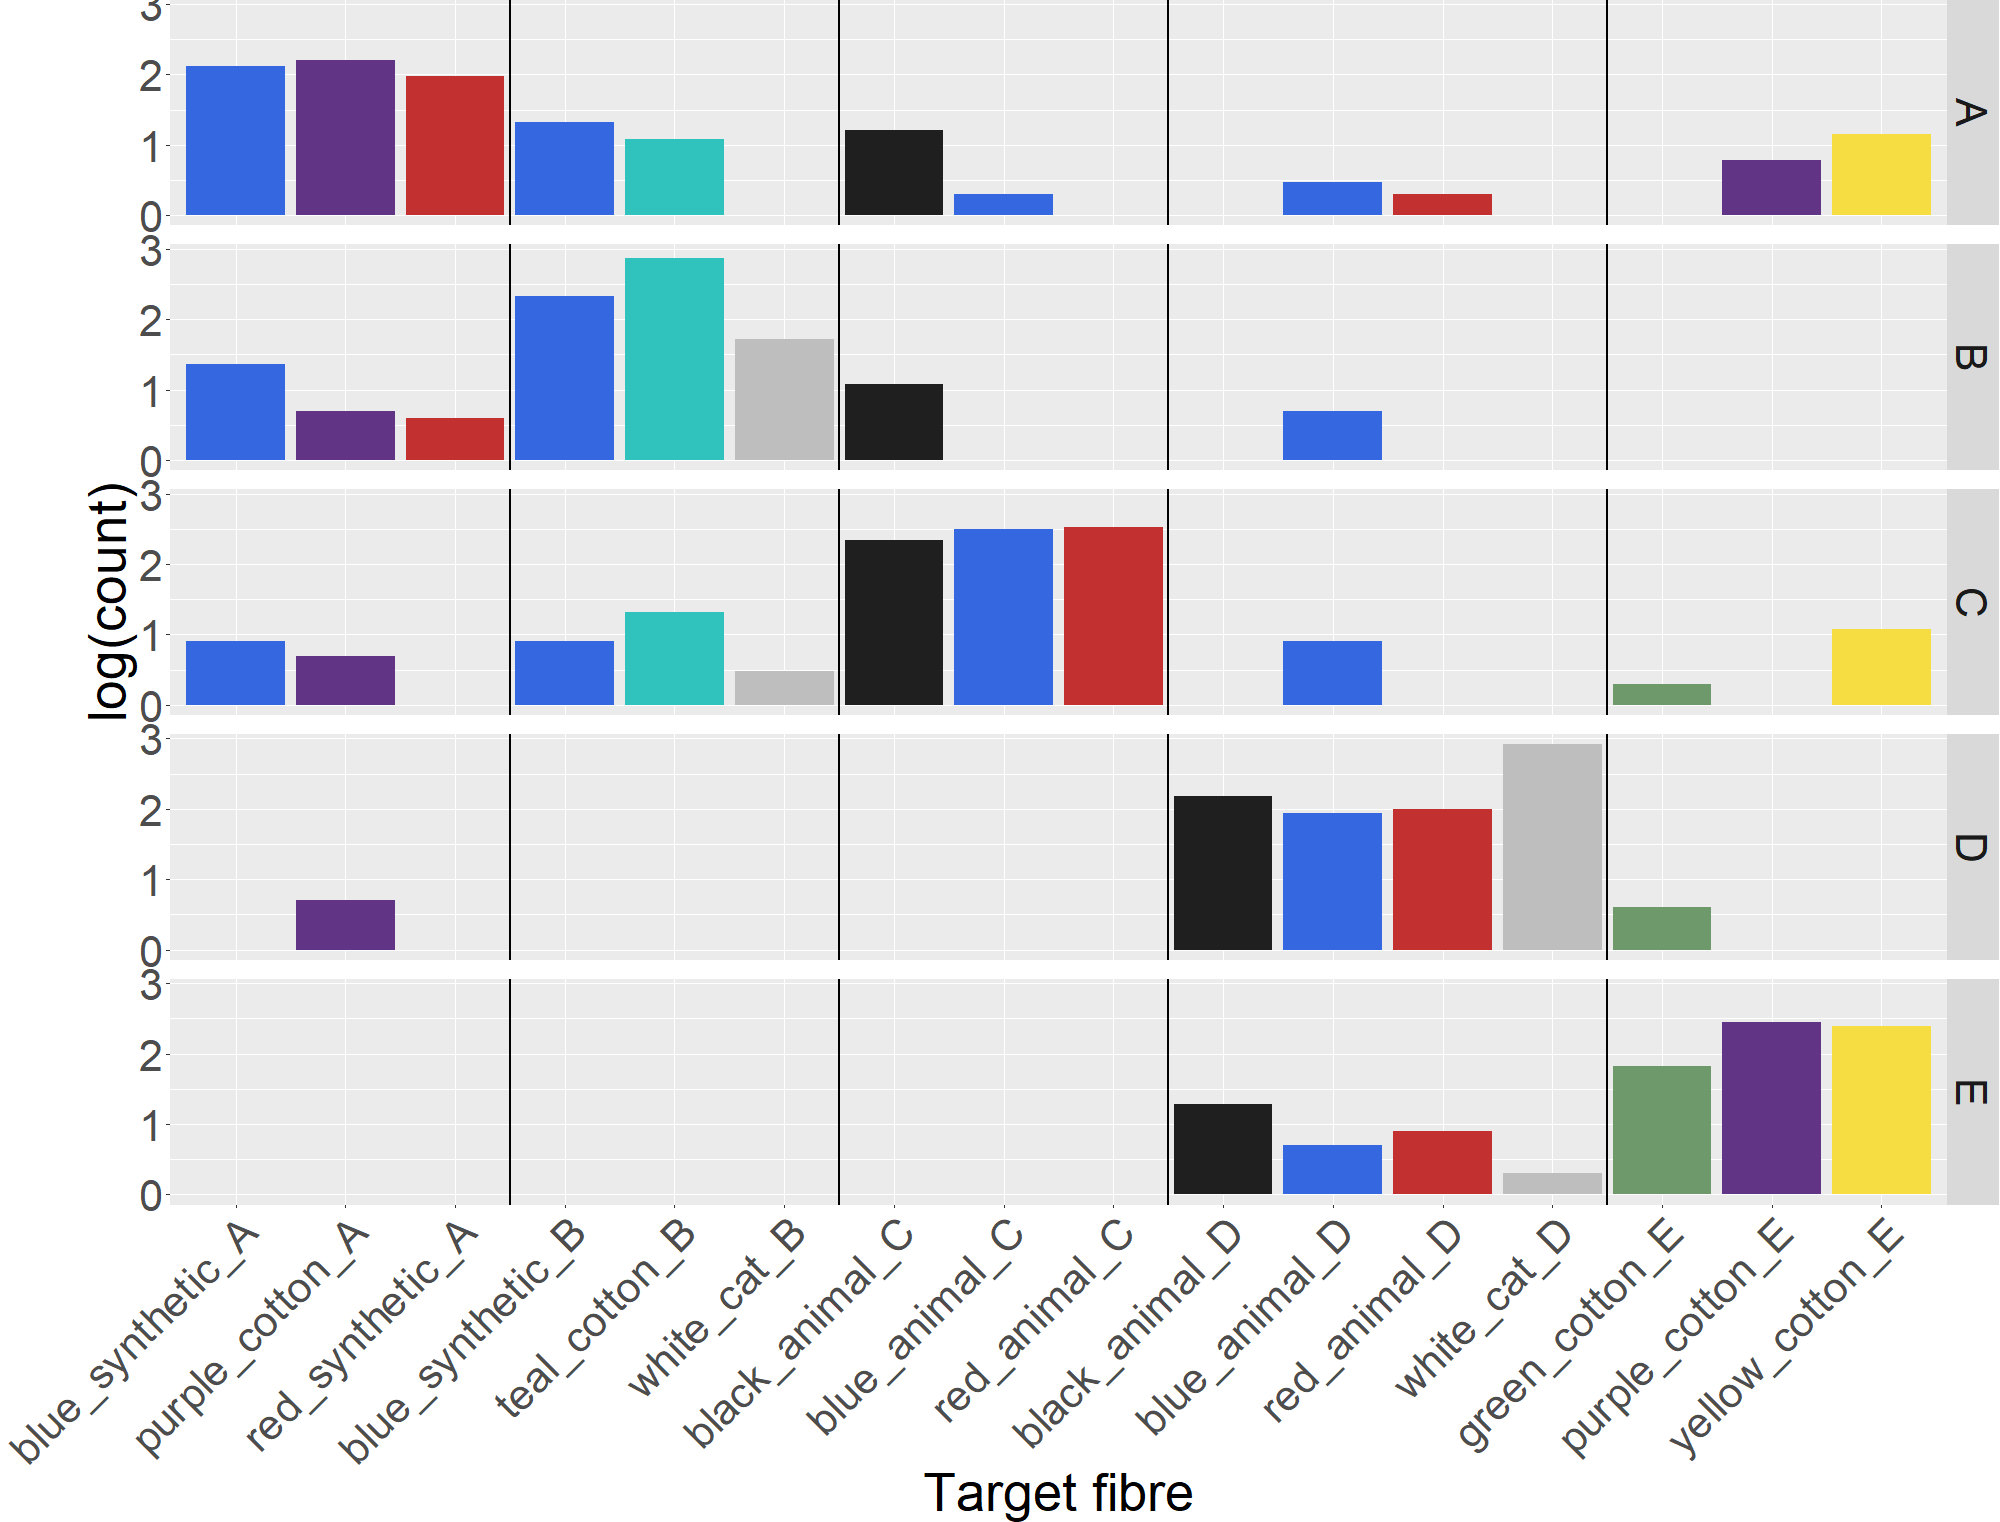 3
2
1
0
A
3
2
1
0
B
3
2
1
0
C
3
2
1
0
D
3
2
1
0
E
log(count)
blue_synthetic_A
purple_cotton_A
red_synthetic_A
blue_synthetic_B
teal_cotton_B
white_cat_B
black_animal_C
blue_animal_C
red_animal_C
black_animal_D
blue_animal_D
red_animal_D
white_cat_D
green_cotton_E
purple_cotton_E
yellow_cotton_E
Target fibre